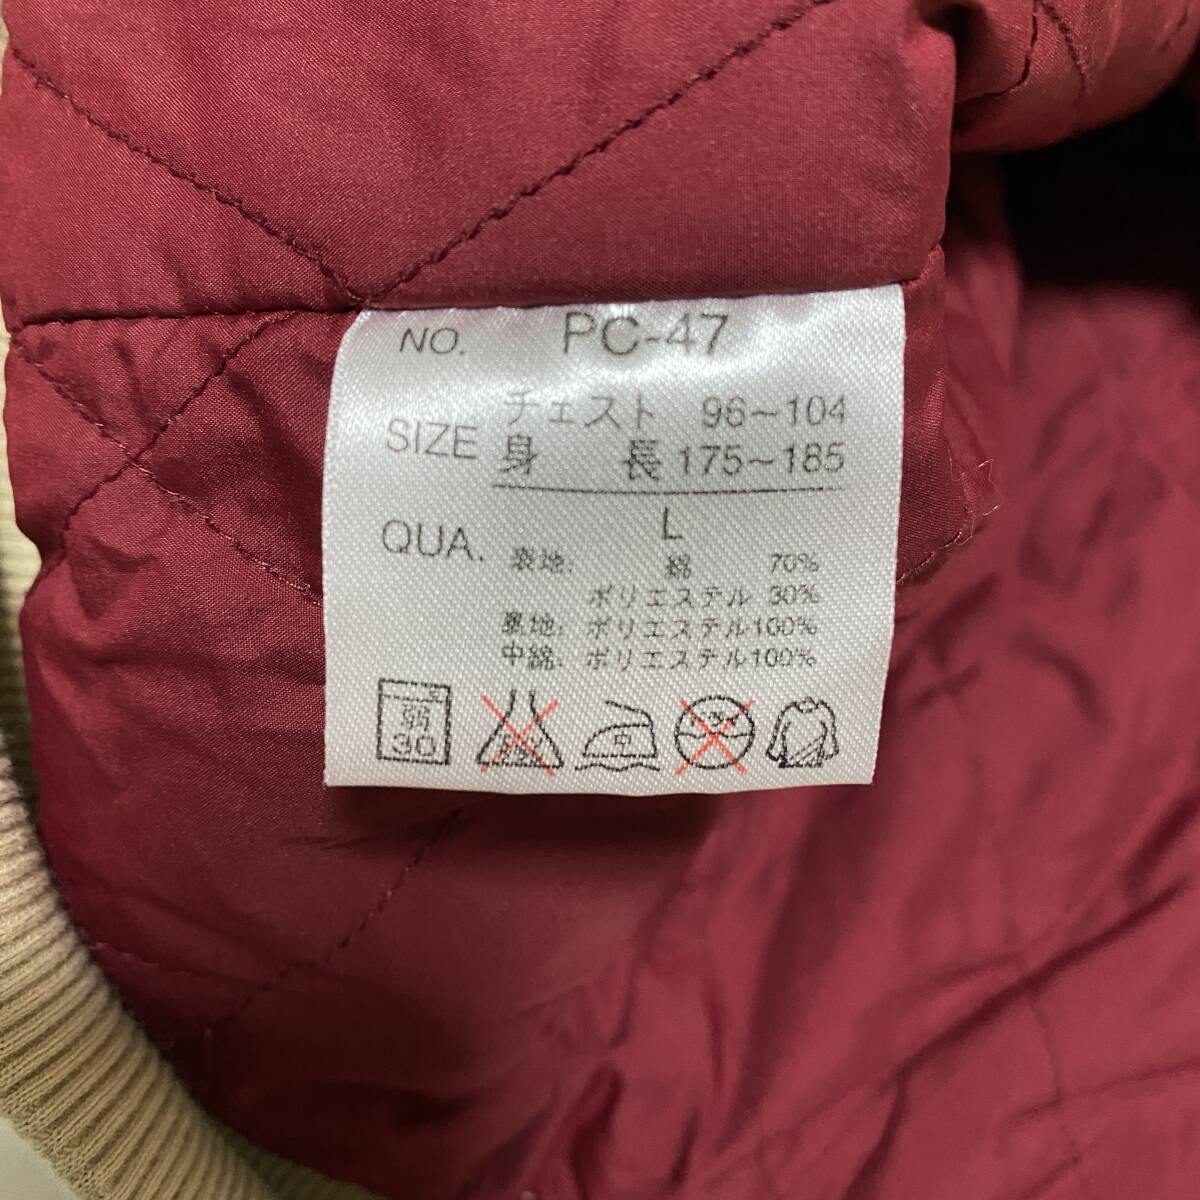 NO. PC-47
SIZE チェスト 96~104
身長 175~185
L
QUA. 表地: 綿 70%
ポリエステル 30%
裏地: ポリエステル100%
中綿: ポリエステル100%
弱
30
中